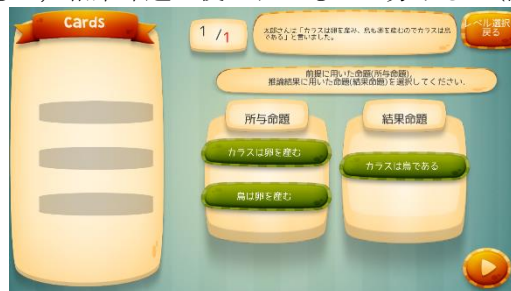 Cards
1 /1
太郎さんは「カラスは卵を産み、鳥も卵を産むのでカラスは鳥
である」と言いました。
レベル選択
戻る
前提に用いた命題(所与命題),
推論結果に用いた命題(結果命題)を選択してください.
所与命題
結果命題
カラスは卵を産む
カラスは鳥である
鳥は卵を産む